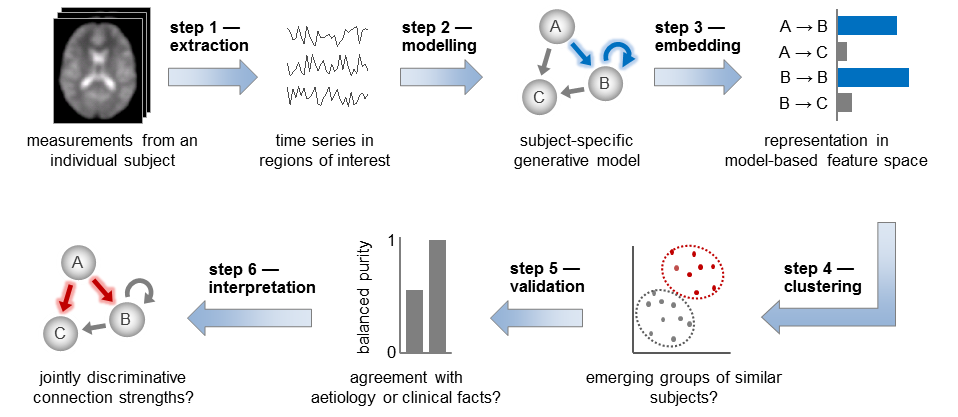 step 1 —
extraction
step 2 —
modelling
step 3 —
embedding
A
B
C
A → B
A → C
B → B
B → C
measurements from an
individual subject
time series in
regions of interest
subject-specific
generative model
representation in
model-based feature space
step 4 —
clustering
step 5 —
validation
step 6 —
interpretation
A
B
C
balanced purity
1
0
jointly discriminative
connection strengths?
agreement with
aetiology or clinical facts?
emerging groups of similar
subjects?